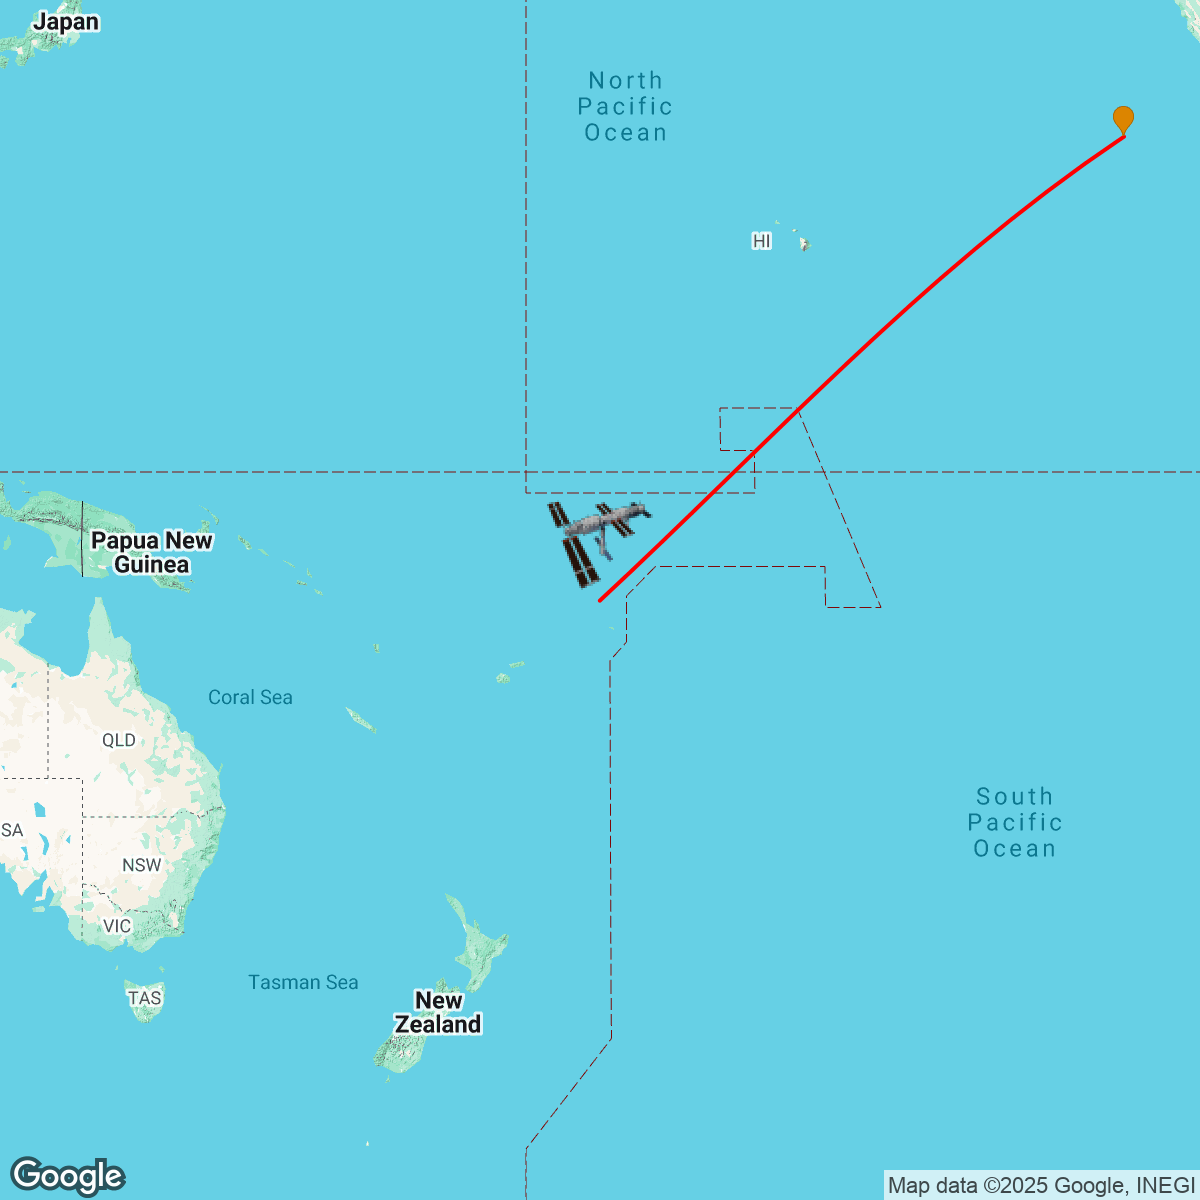 Japan
North
Pacific
Ocean
HI
Papua New
Guinea
Coral Sea
QLD
South
Pacific
Ocean
SA
NSW
VIC
Tasman Sea
TAS
New
Zealand
Google
Map data ©2025 Google, INEGI